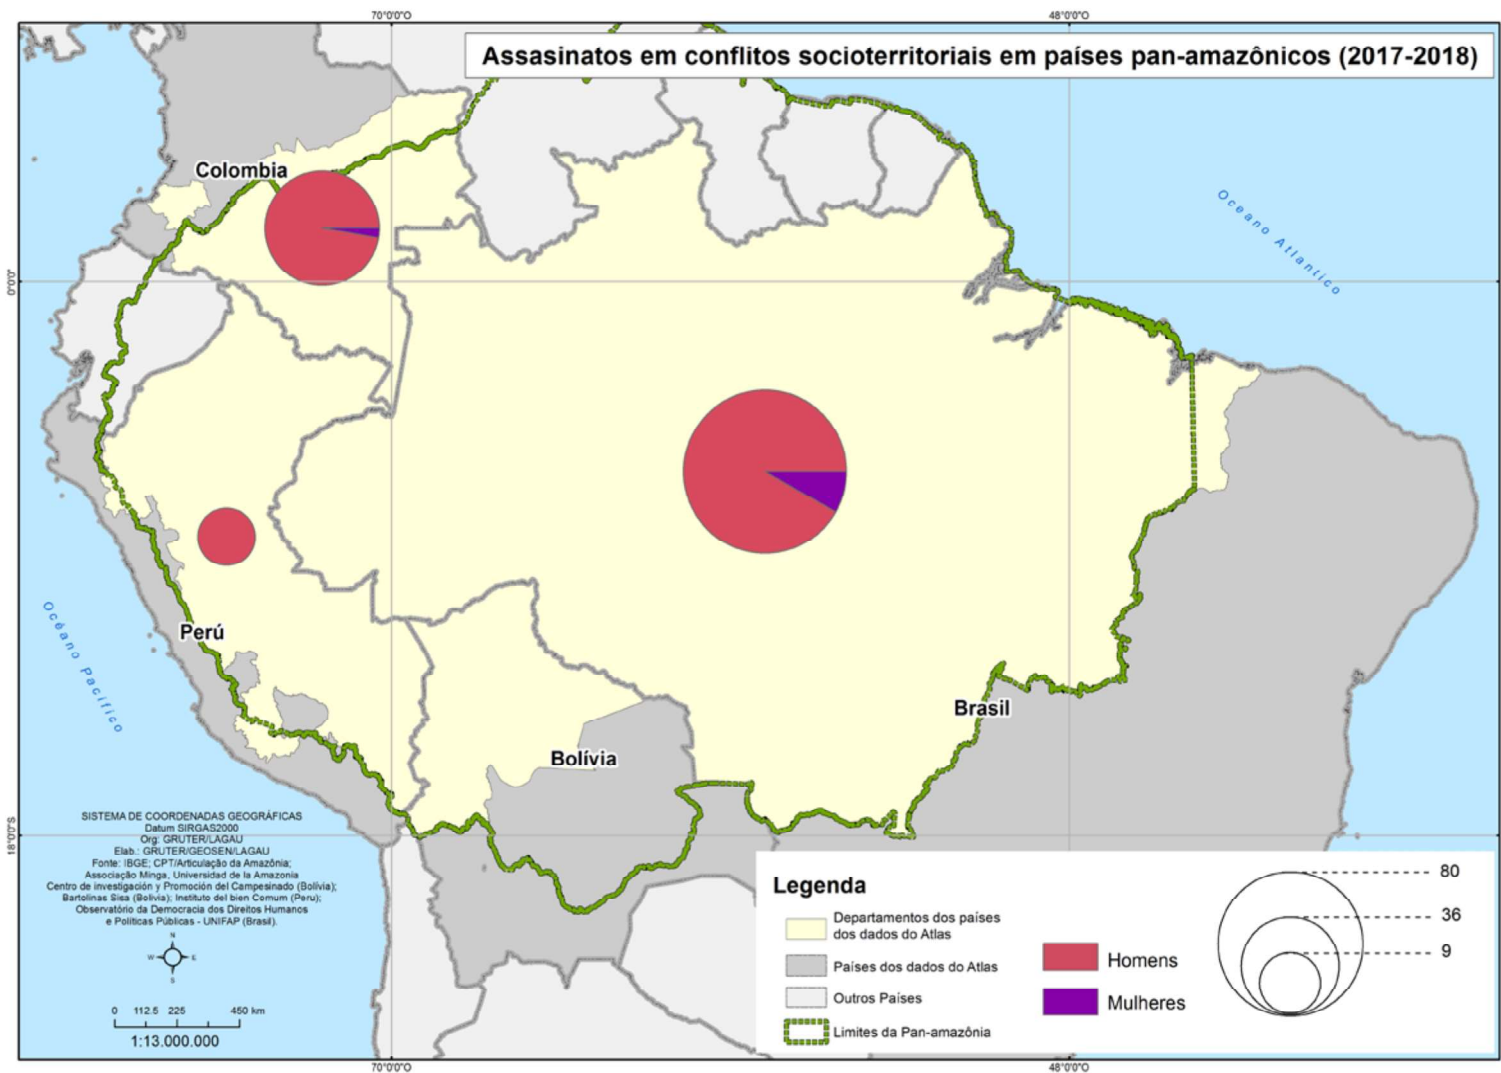 70°0'0"O
48°0'0"O
Assasinatos em conflitos socioterritoriais em países pan-amazônicos (2017-2018)
Colombia
Oceano Atlantico
0°0'0"
Océano Pacífico
Perú
Brasil
Bolívia
18°0'0"S
SISTEMA DE COORDENADAS GEOGRÁFICAS
Datum SIRGAS2000
Org: GRUTER/LAGAU
Elab.: GRUTER/GEOSEN/LAGAU
Fonte: IBGE; CPT/Articulação da Amazônia;
Associação Minga, Universidad de la Amazonia
Centro de investigación y Promoción del Campesinado (Bolívia);
Bartolinas Sisa (Bolivia); Instituto del bien Comum (Peru);
Observatório da Democracia dos Direitos Humanos
e Políticas Públicas - UNIFAP (Brasil).
N
W
E
S
0 112.5 225 450 km
1:13.000.000
Legenda
Departamentos dos países
dos dados do Atlas
Países dos dados do Atlas
Outros Países
Limites da Pan-amazônia
Homens
Mulheres
80
36
9
70°0'0"O
48°0'0"O